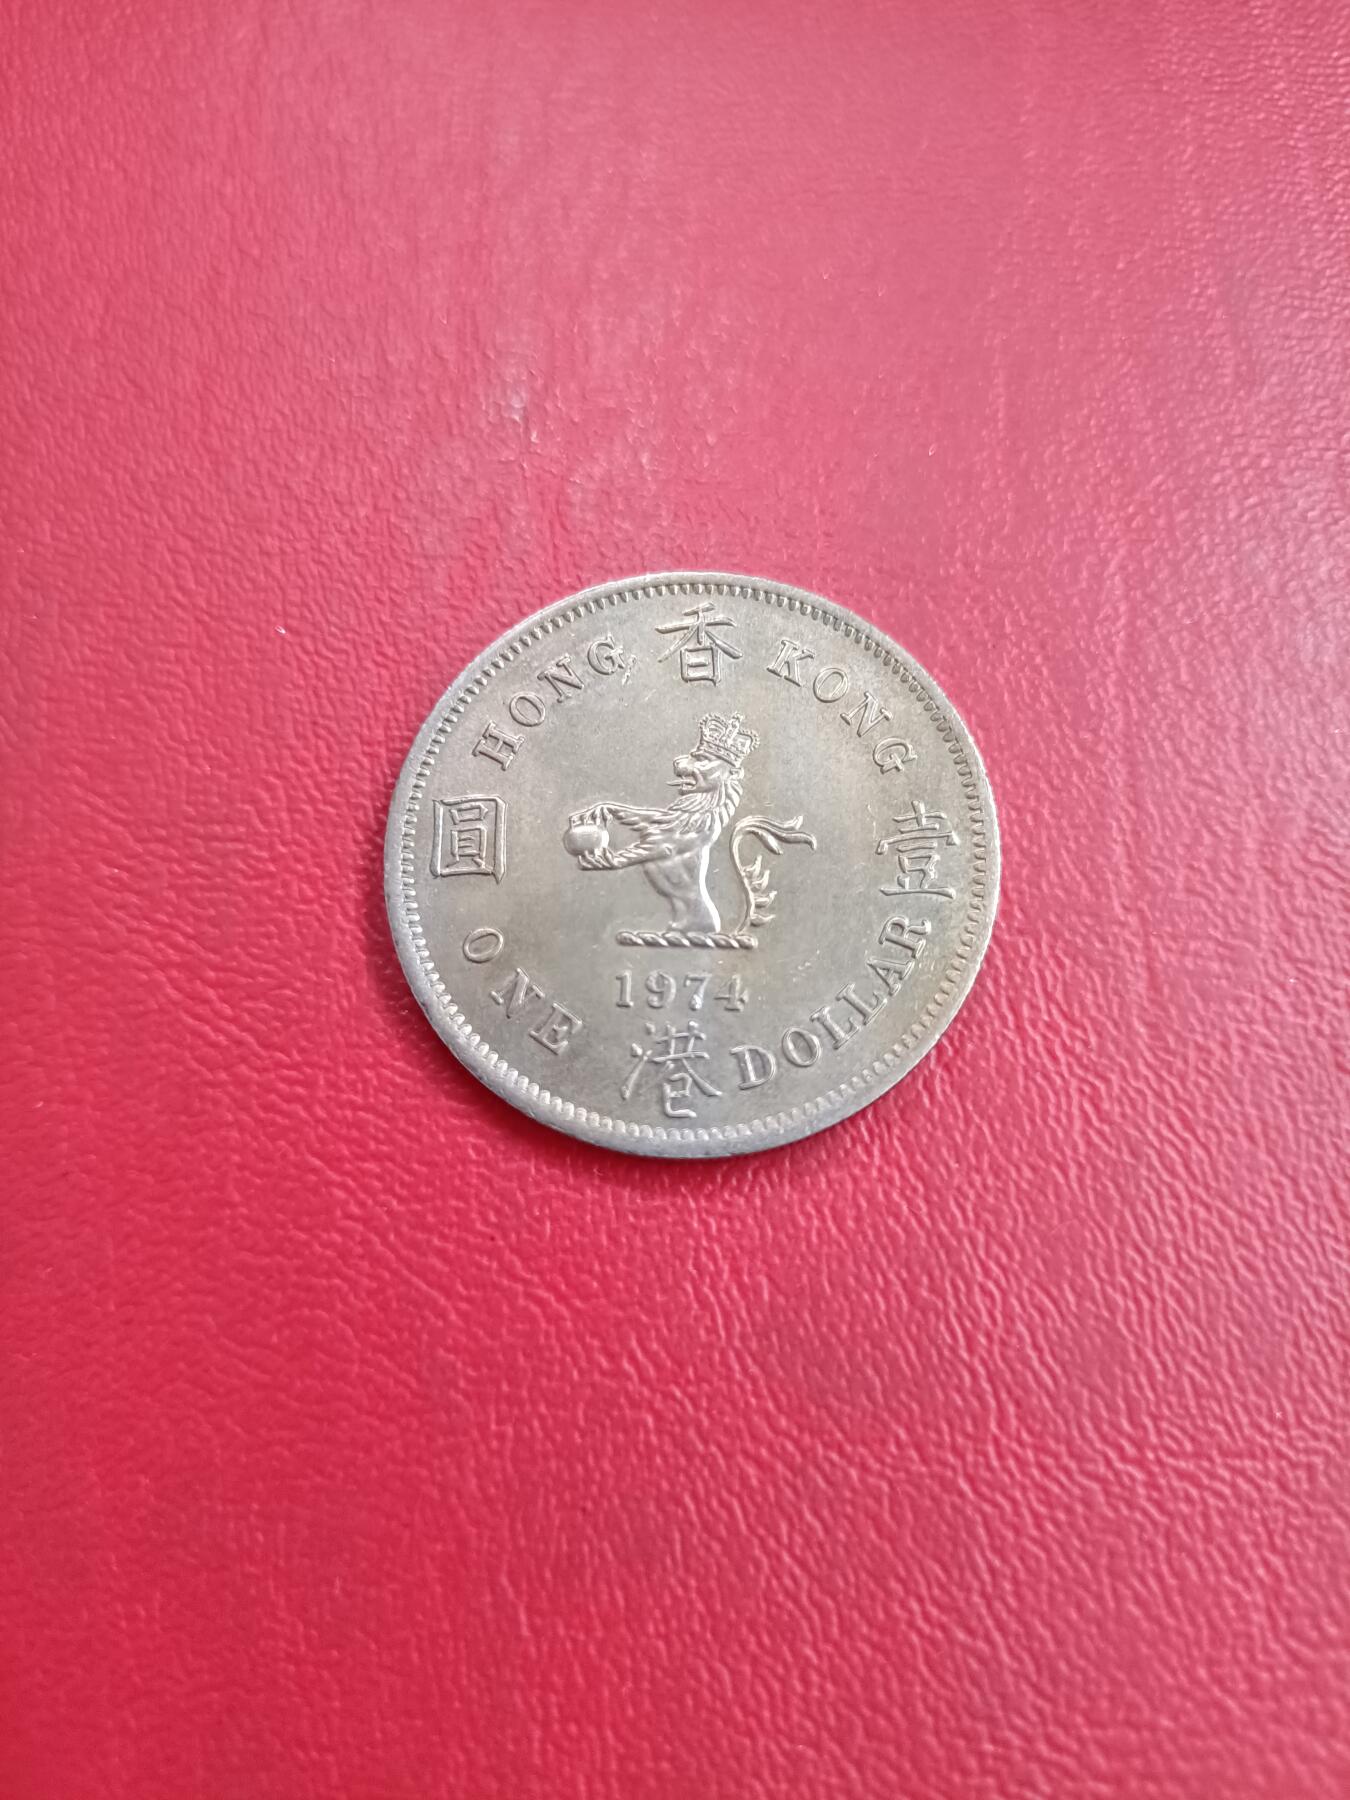 HONG 香 KONG
圓 壹
ONE 港 DOLLAR
1974